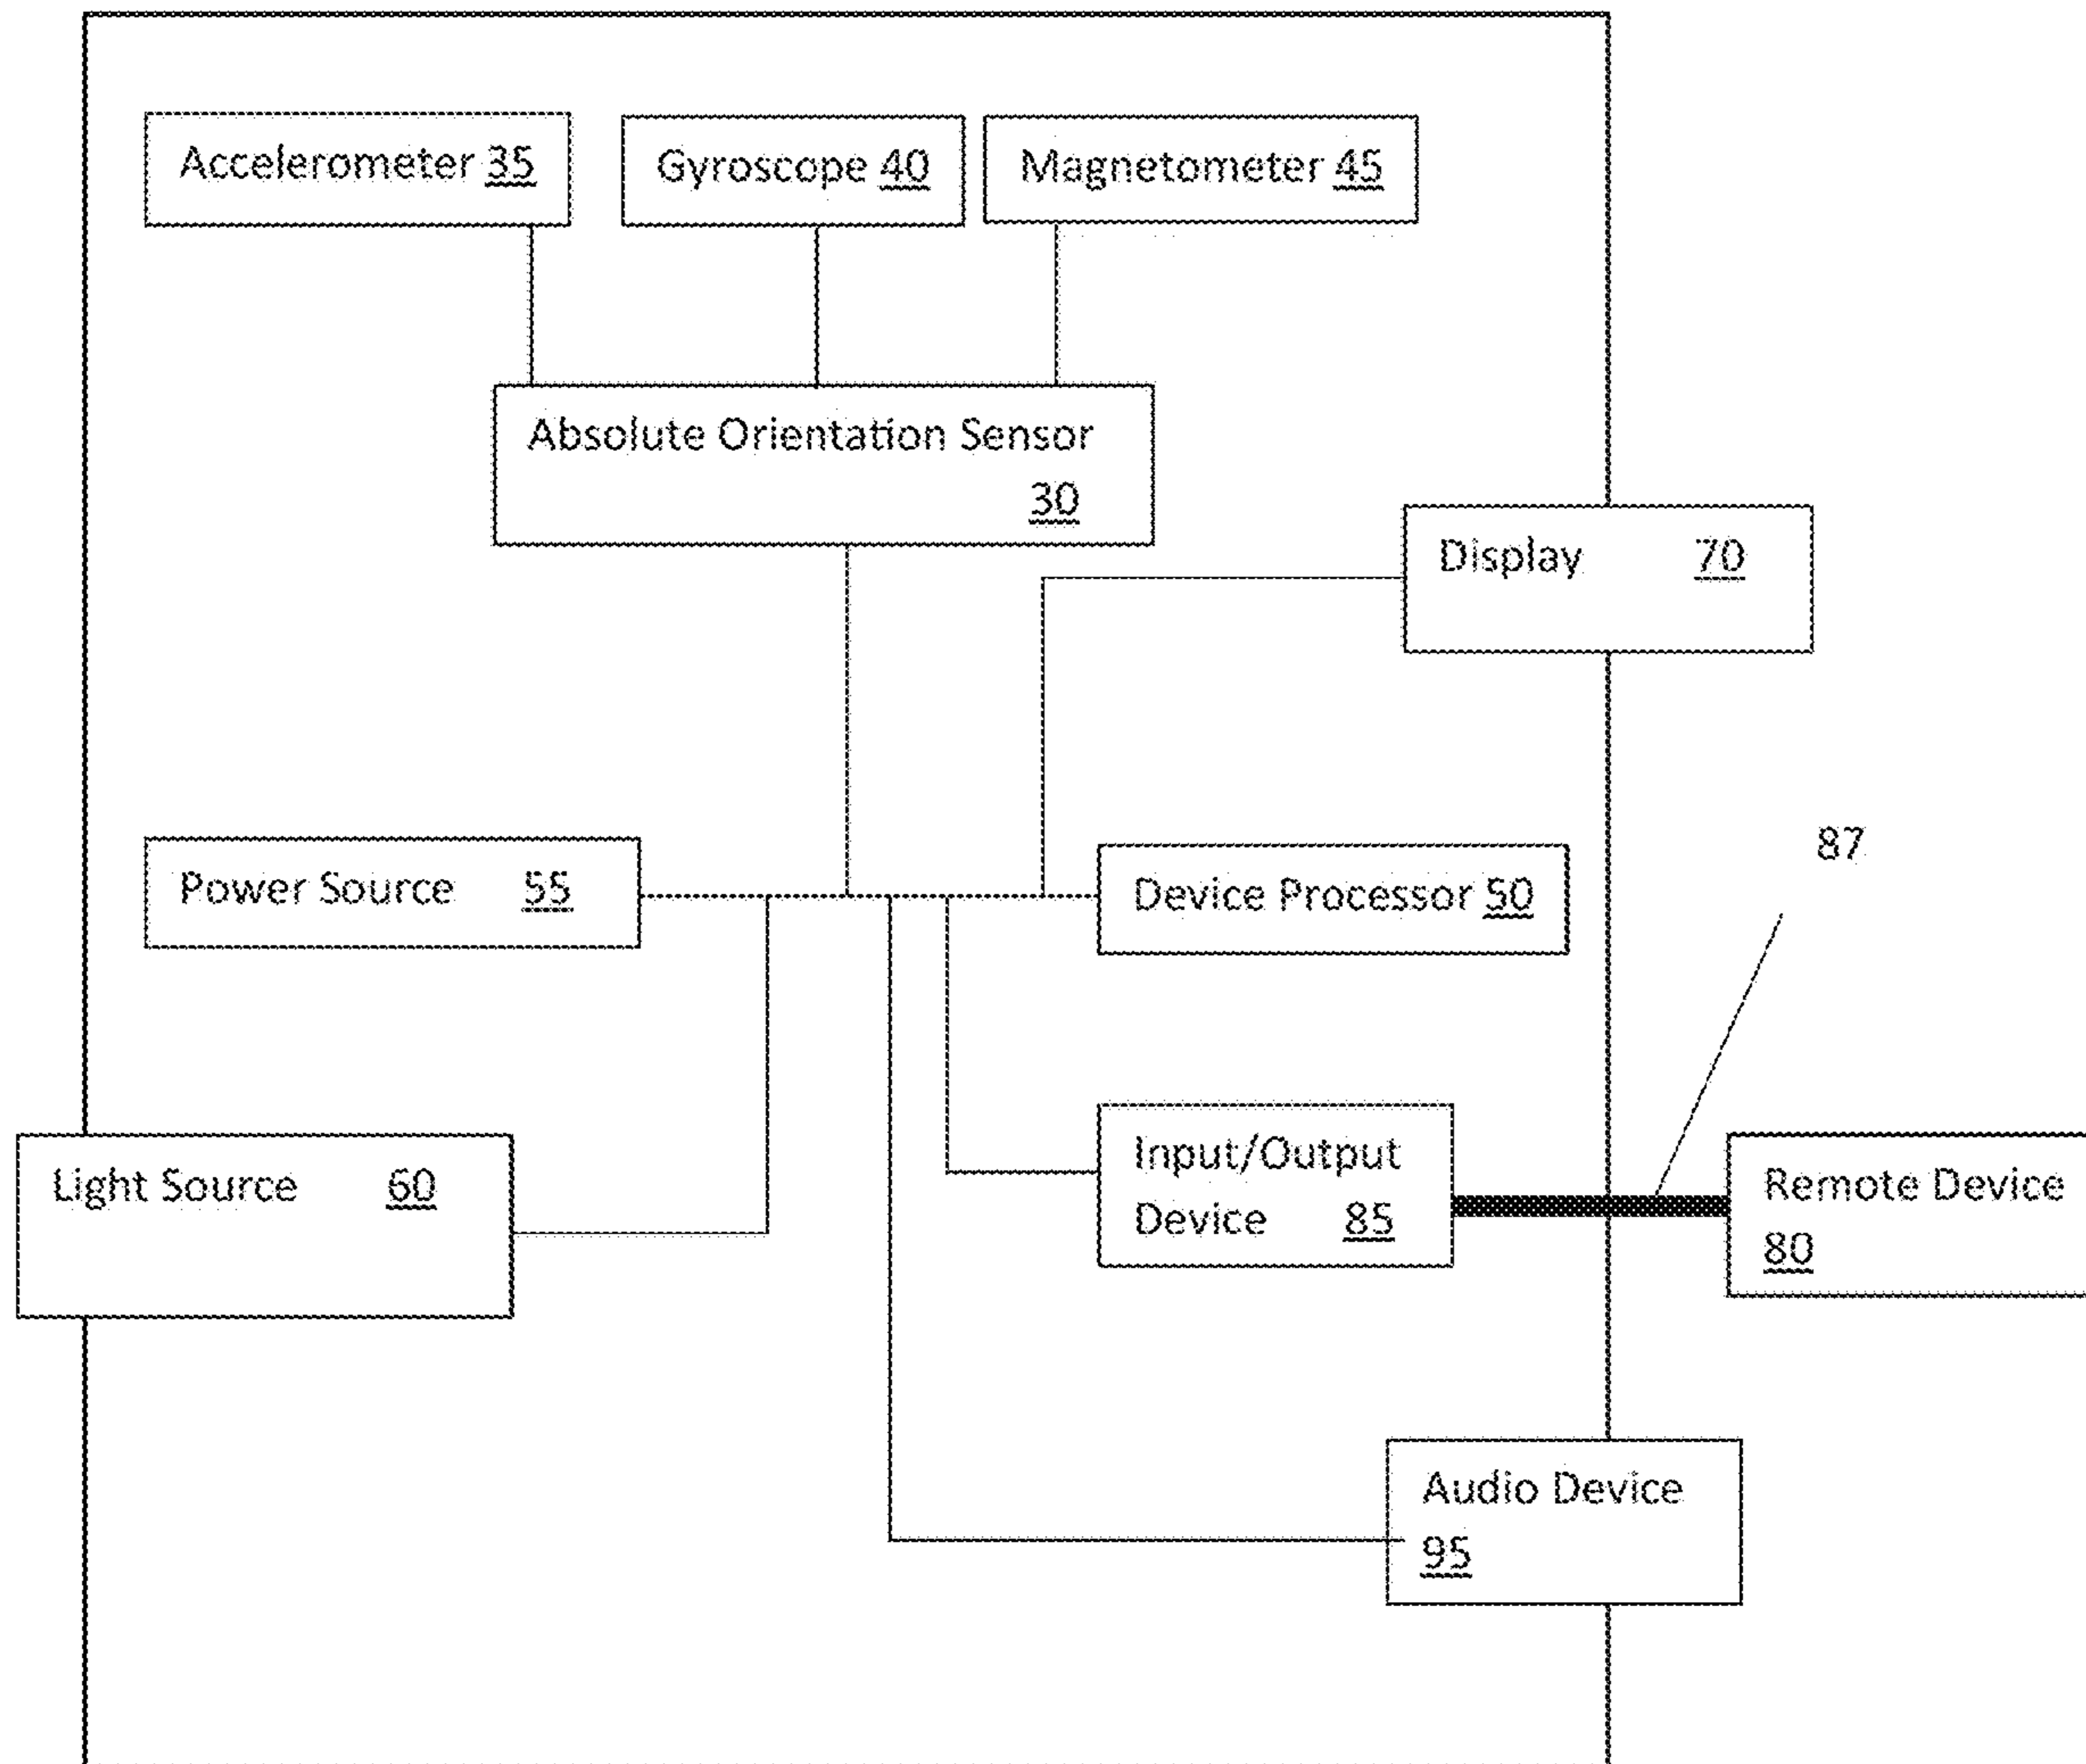 Accelerometer 35
Gyroscope 40
Magnetometer 45
Absolute Orientation Sensor
30
Display 70
87
Power Source 55
Device Processor 50
Light Source 60
Input/Output
Device 85
Remote Device
80
Audio Device
95